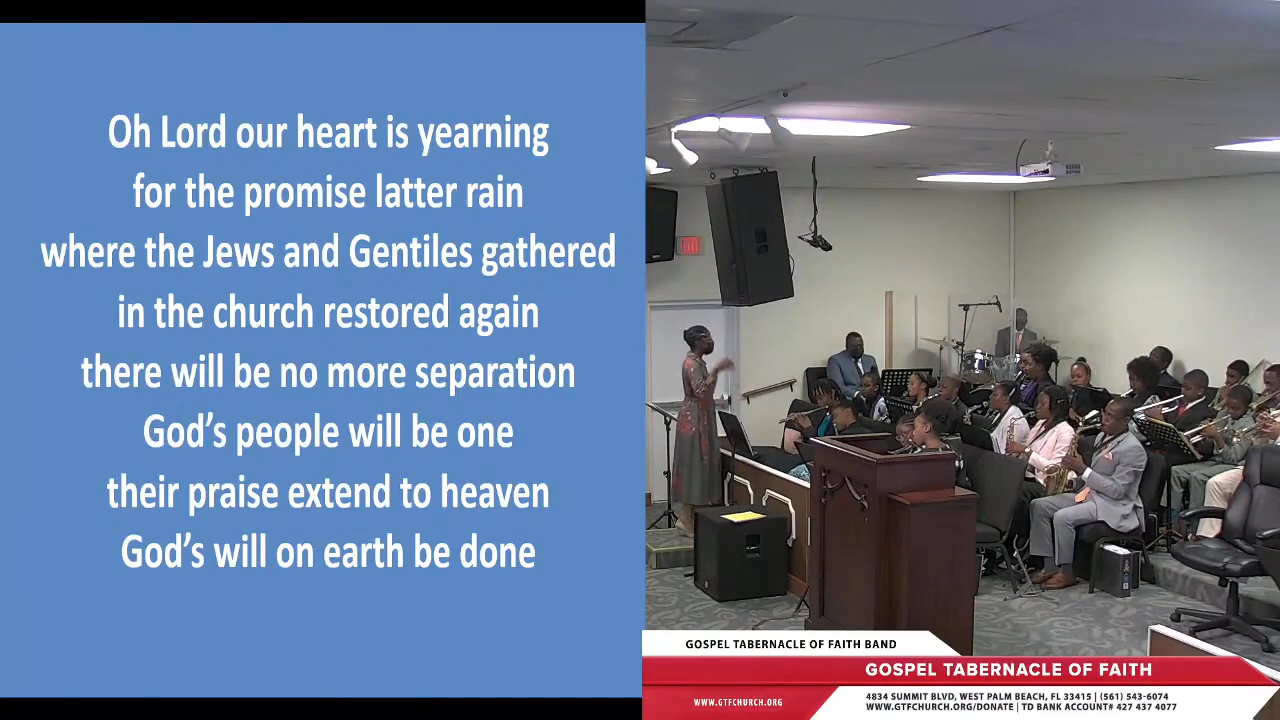 Oh Lord our heart is yearning
for the promise latter rain
where the Jews and Gentiles gathered
in the church restored again
there will be no more separation
God's people will be one
their praise extend to heaven
God's will on earth be done
GOSPEL TABERNACLE OF FAITH BAND
GOSPEL TABERNACLE OF FAITH
WWW.GTFCHURCH.ORG
4834 SUMMIT BLVD, WEST PALM BEACH, FL 33415 | (561) 543-6074
WWW.GTFCHURCH.ORG/DONATE | TD BANK ACCOUNT# 427 437 4077
EXIT